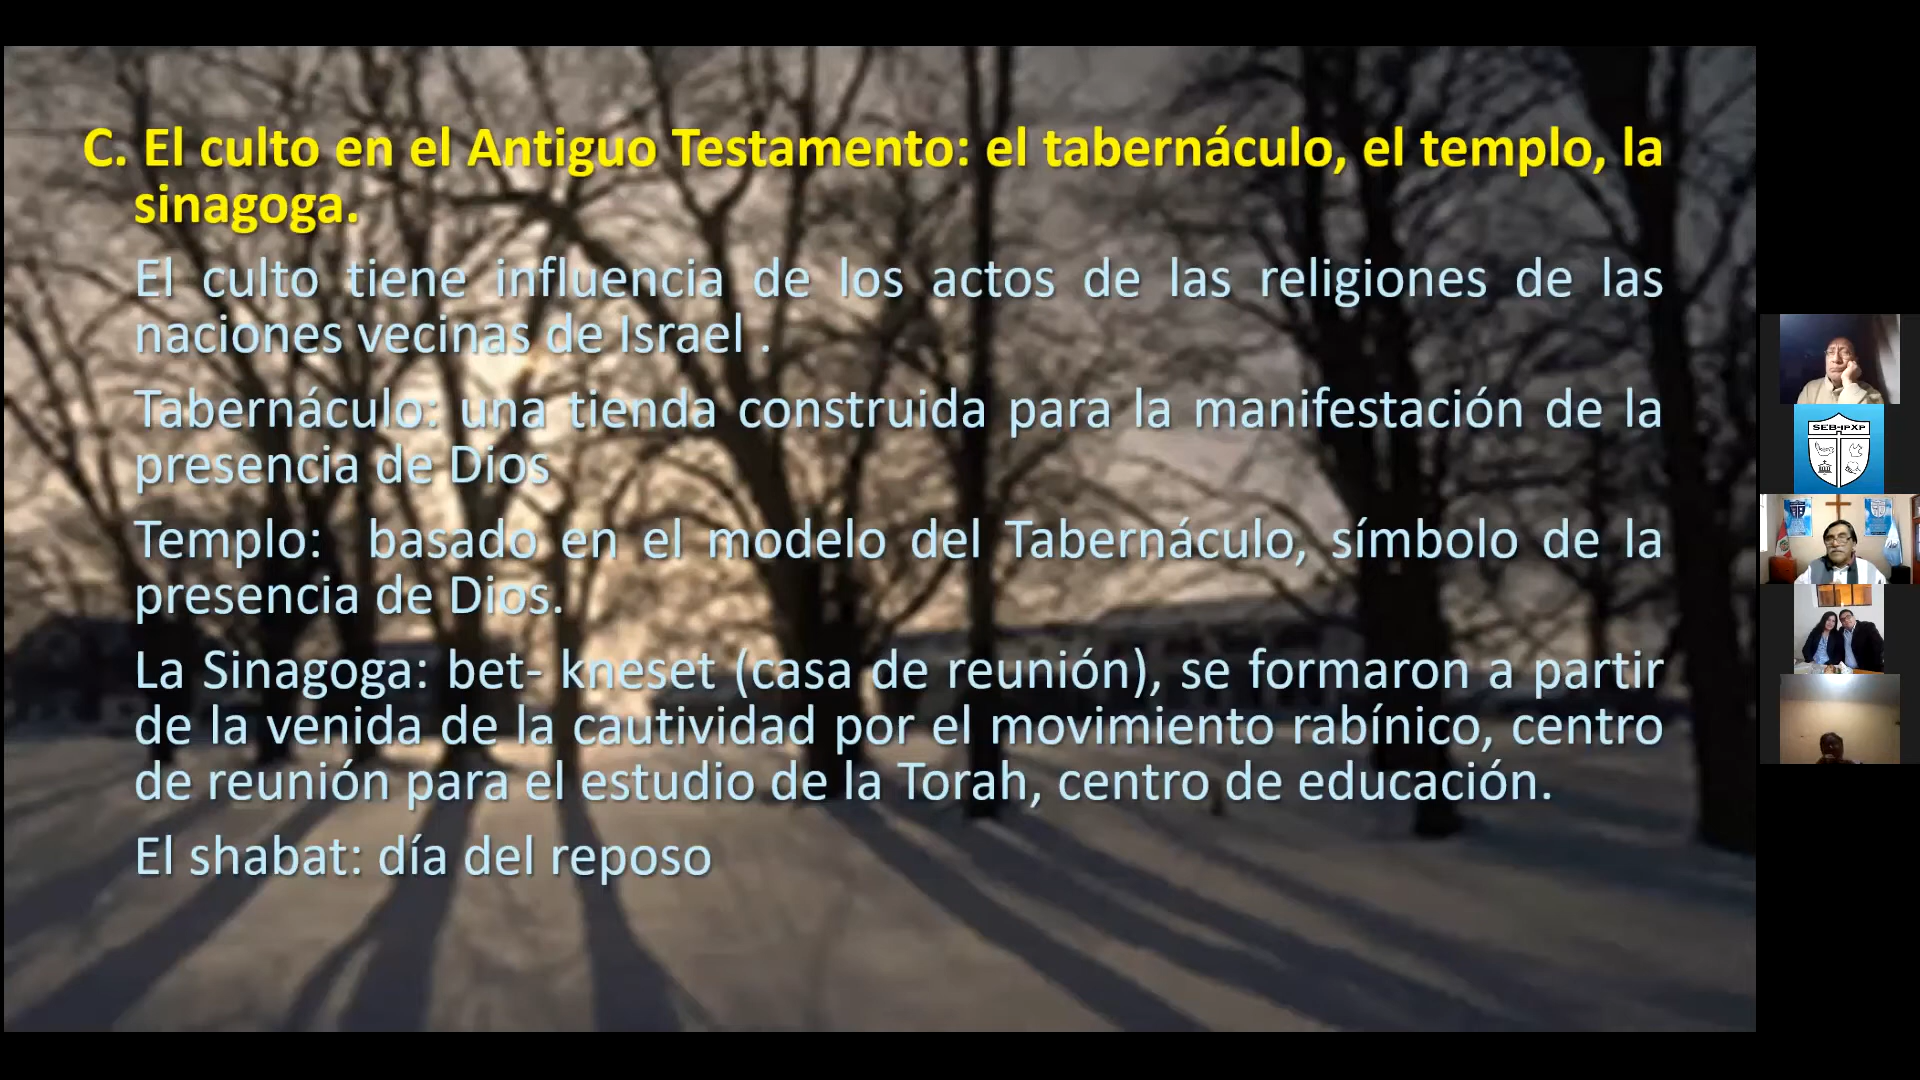 C. El culto en el Antiguo Testamento: el tabernáculo, el templo, la
sinagoga.
El culto tiene influencia de los actos de las religiones de las
naciones vecinas de Israel .
Tabernáculo: una tienda construida para la manifestación de la
presencia de Dios
Templo: basado en el modelo del Tabernáculo, símbolo de la
presencia de Dios.
La Sinagoga: bet- kneset (casa de reunión), se formaron a partir
de la venida de la cautividad por el movimiento rabínico, centro
de reunión para el estudio de la Torah, centro de educación.
El shabat: día del reposo
SEB-IPXP